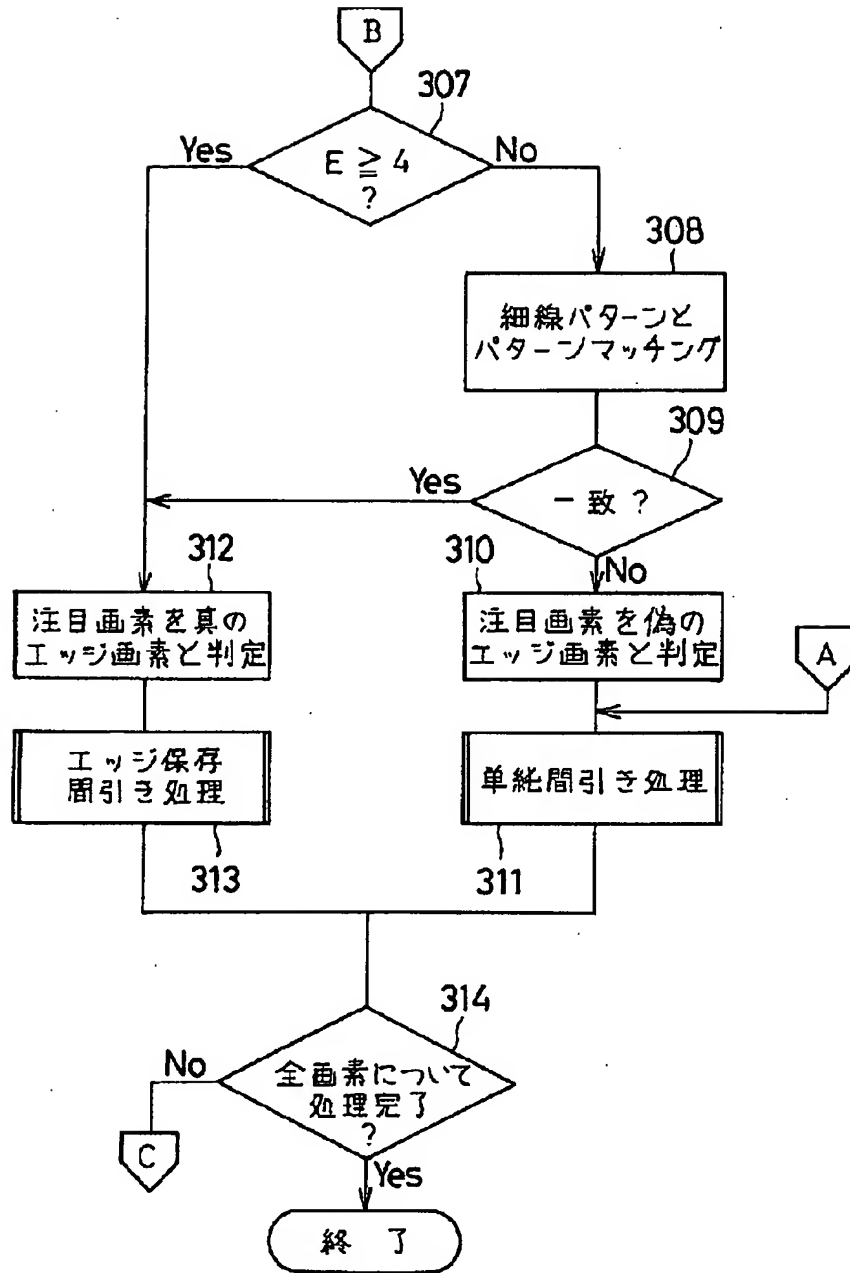 B
307
E ≧ 4
?
Yes
No
308
細線パターンと
パターンマッチング
309
一致?
Yes
No
312
注目画素を真の
エッジ画素と判定
310
注目画素を偽の
エッジ画素と判定
A
エッジ保存
間引き処理
313
単純間引き処理
311
314
全画素について
処理完了
?
No
C
Yes
終了